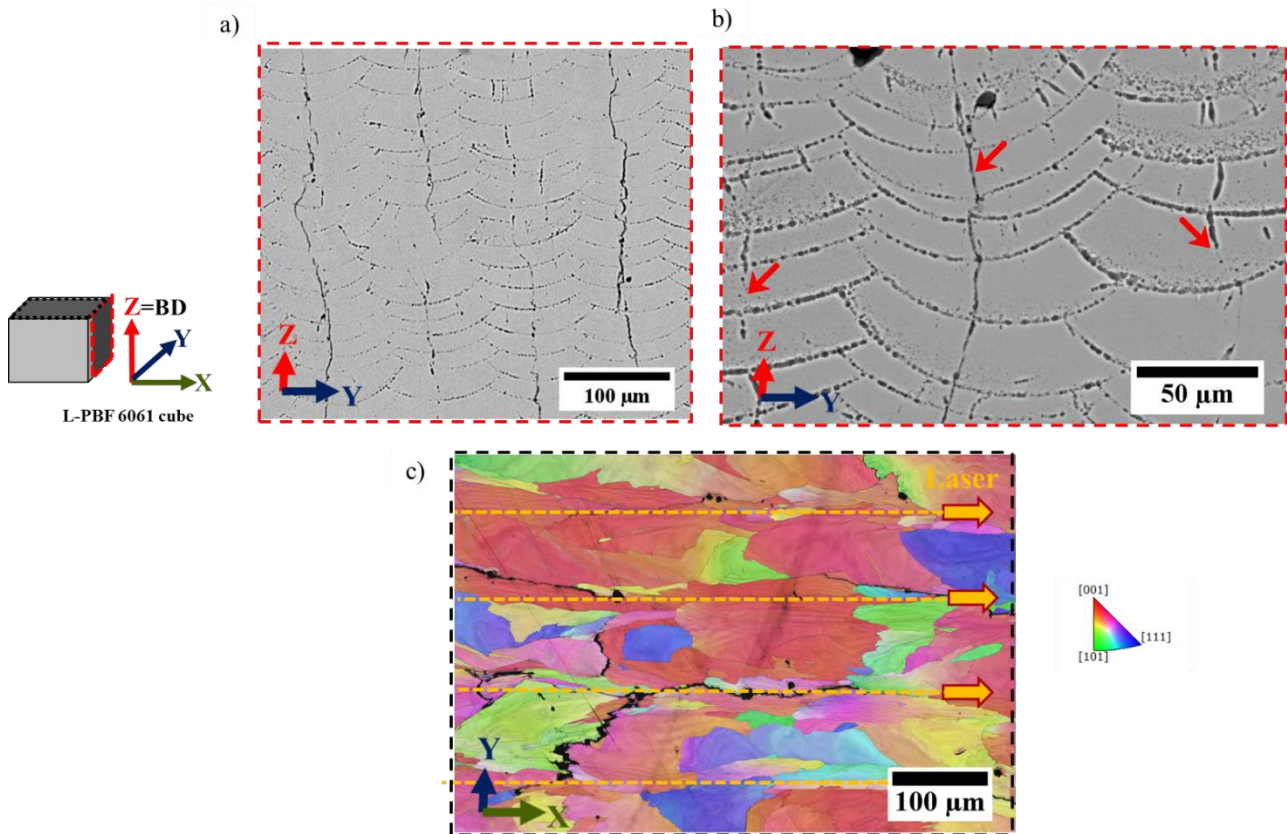 a)
b)
Z=BD
Y
X
L-PBF 6061 cube
Z
Y
100 µm
Z
Y
50 µm
c)
Laser
Y
X
100 µm
[001]
[111]
[101]